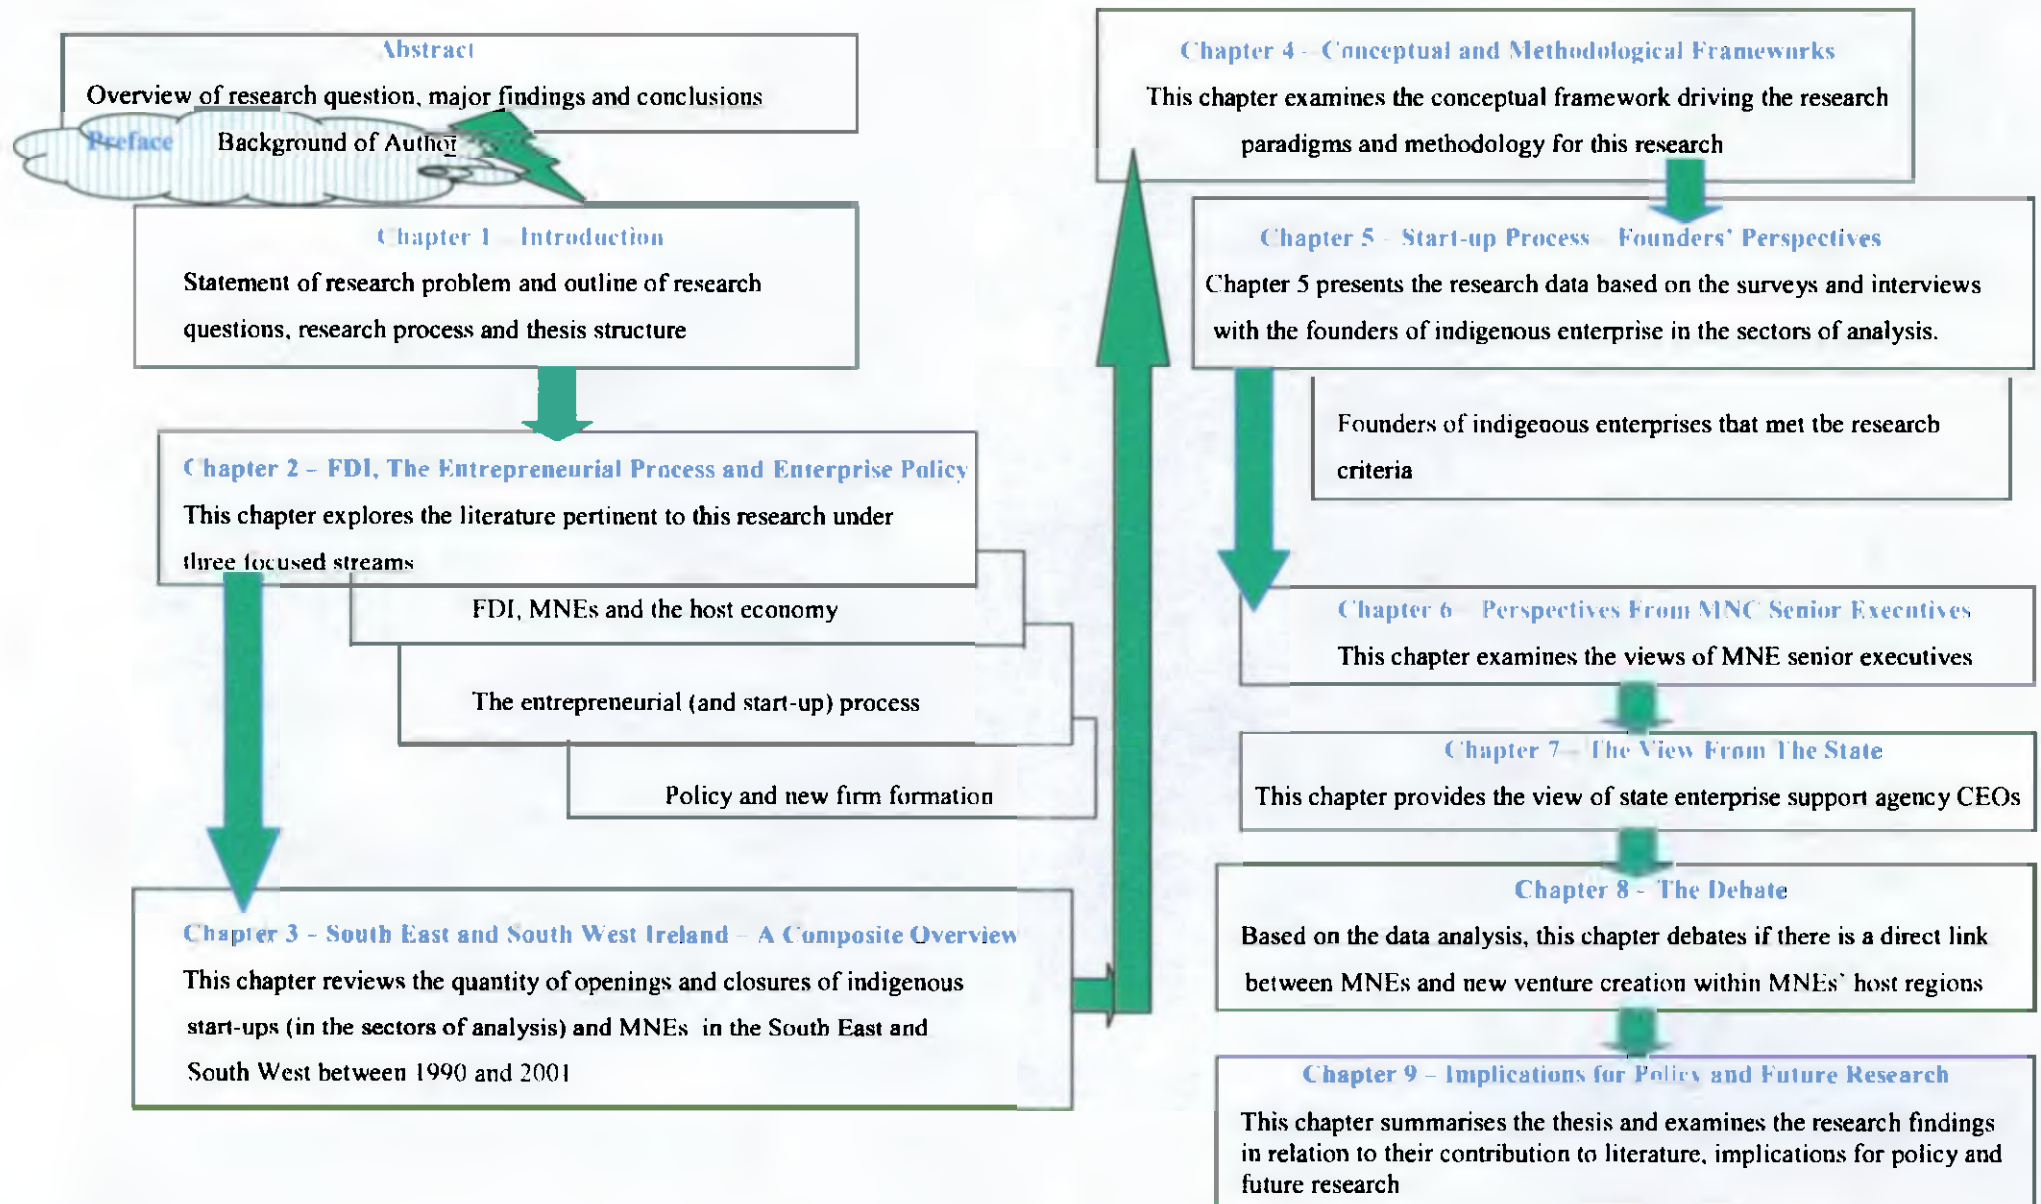 Abstract
Overview of research question, major findings and conclusions
Preface Background of Author
Chapter 1 – Introduction
Statement of research problem and outline of research
questions, research process and thesis structure
Chapter 2 – FDI, The Entrepreneurial Process and Enterprise Policy
This chapter explores the literature pertinent to this research under
three focused streams
FDI, MNEs and the host economy
The entrepreneurial (and start-up) process
Policy and new firm formation
Chapter 3 – South East and South West Ireland – A Composite Overview
This chapter reviews the quantity of openings and closures of indigenous
start-ups (in the sectors of analysis) and MNEs in the South East and
South West between 1990 and 2001
Chapter 4 – Conceptual and Methodological Frameworks
This chapter examines the conceptual framework driving the research
paradigms and methodology for this research
Chapter 5 – Start-up Process – Founders' Perspectives
Chapter 5 presents the research data based on the surveys and interviews
with the founders of indigenous enterprise in the sectors of analysis.
Founders of indigenous enterprises that met the research
criteria
Chapter 6 – Perspectives From MNC Senior Executives
This chapter examines the views of MNE senior executives
Chapter 7 – The View From The State
This chapter provides the view of state enterprise support agency CEOs
Chapter 8 - The Debate
Based on the data analysis, this chapter debates if there is a direct link
between MNEs and new venture creation within MNEs' host regions
Chapter 9 – Implications for Policy and Future Research
This chapter summarises the thesis and examines the research findings
in relation to their contribution to literature, implications for policy and
future research